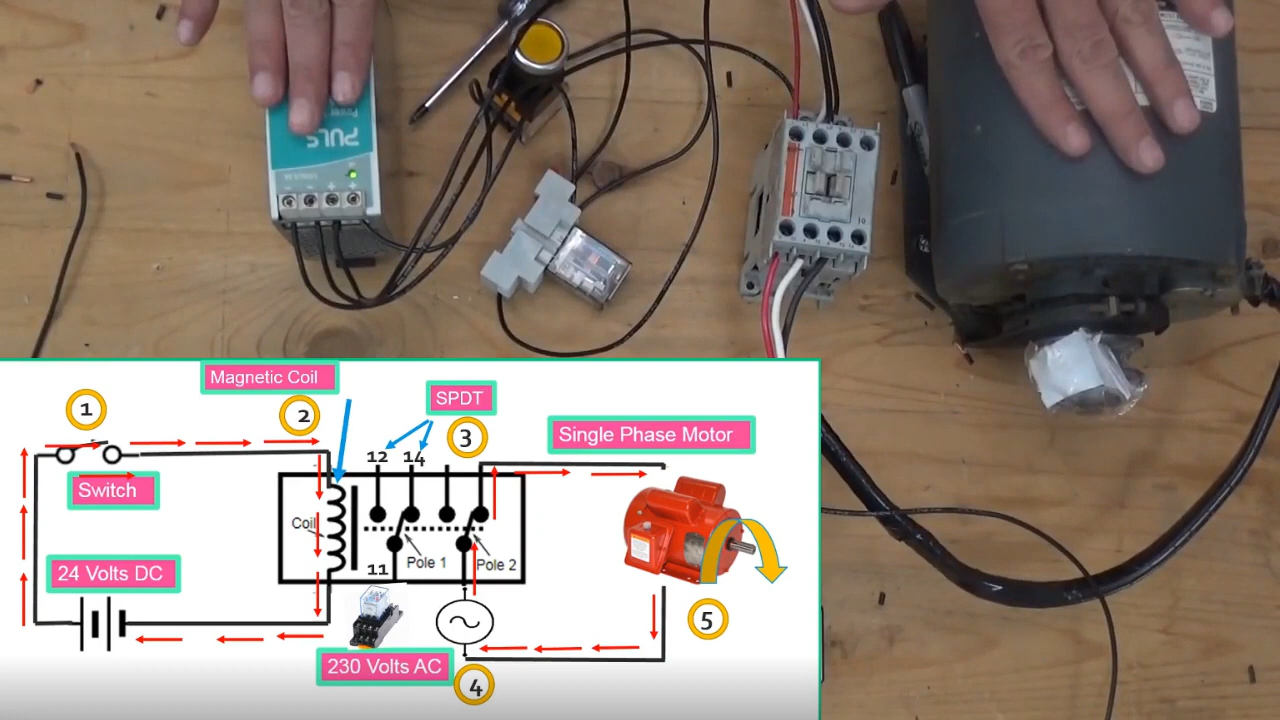 PULS
Magnetic Coil
SPDT
1
2
3
12 14
Single Phase Motor
Switch
Coil
24 Volts DC
11
Pole 1
Pole 2
5
230 Volts AC
4